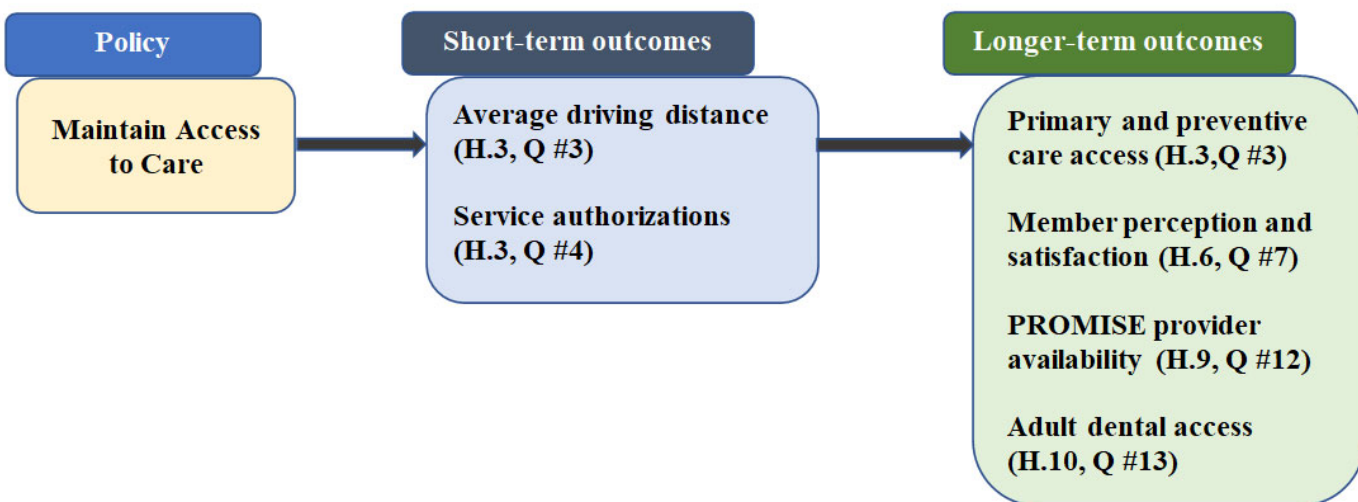 Policy
Maintain Access
to Care
Short-term outcomes
Average driving distance
(H.3, Q #3)
Service authorizations
(H.3, Q #4)
Longer-term outcomes
Primary and preventive
care access (H.3,Q #3)
Member perception and
satisfaction (H.6, Q #7)
PROMISE provider
availability (H.9, Q #12)
Adult dental access
(H.10, Q #13)